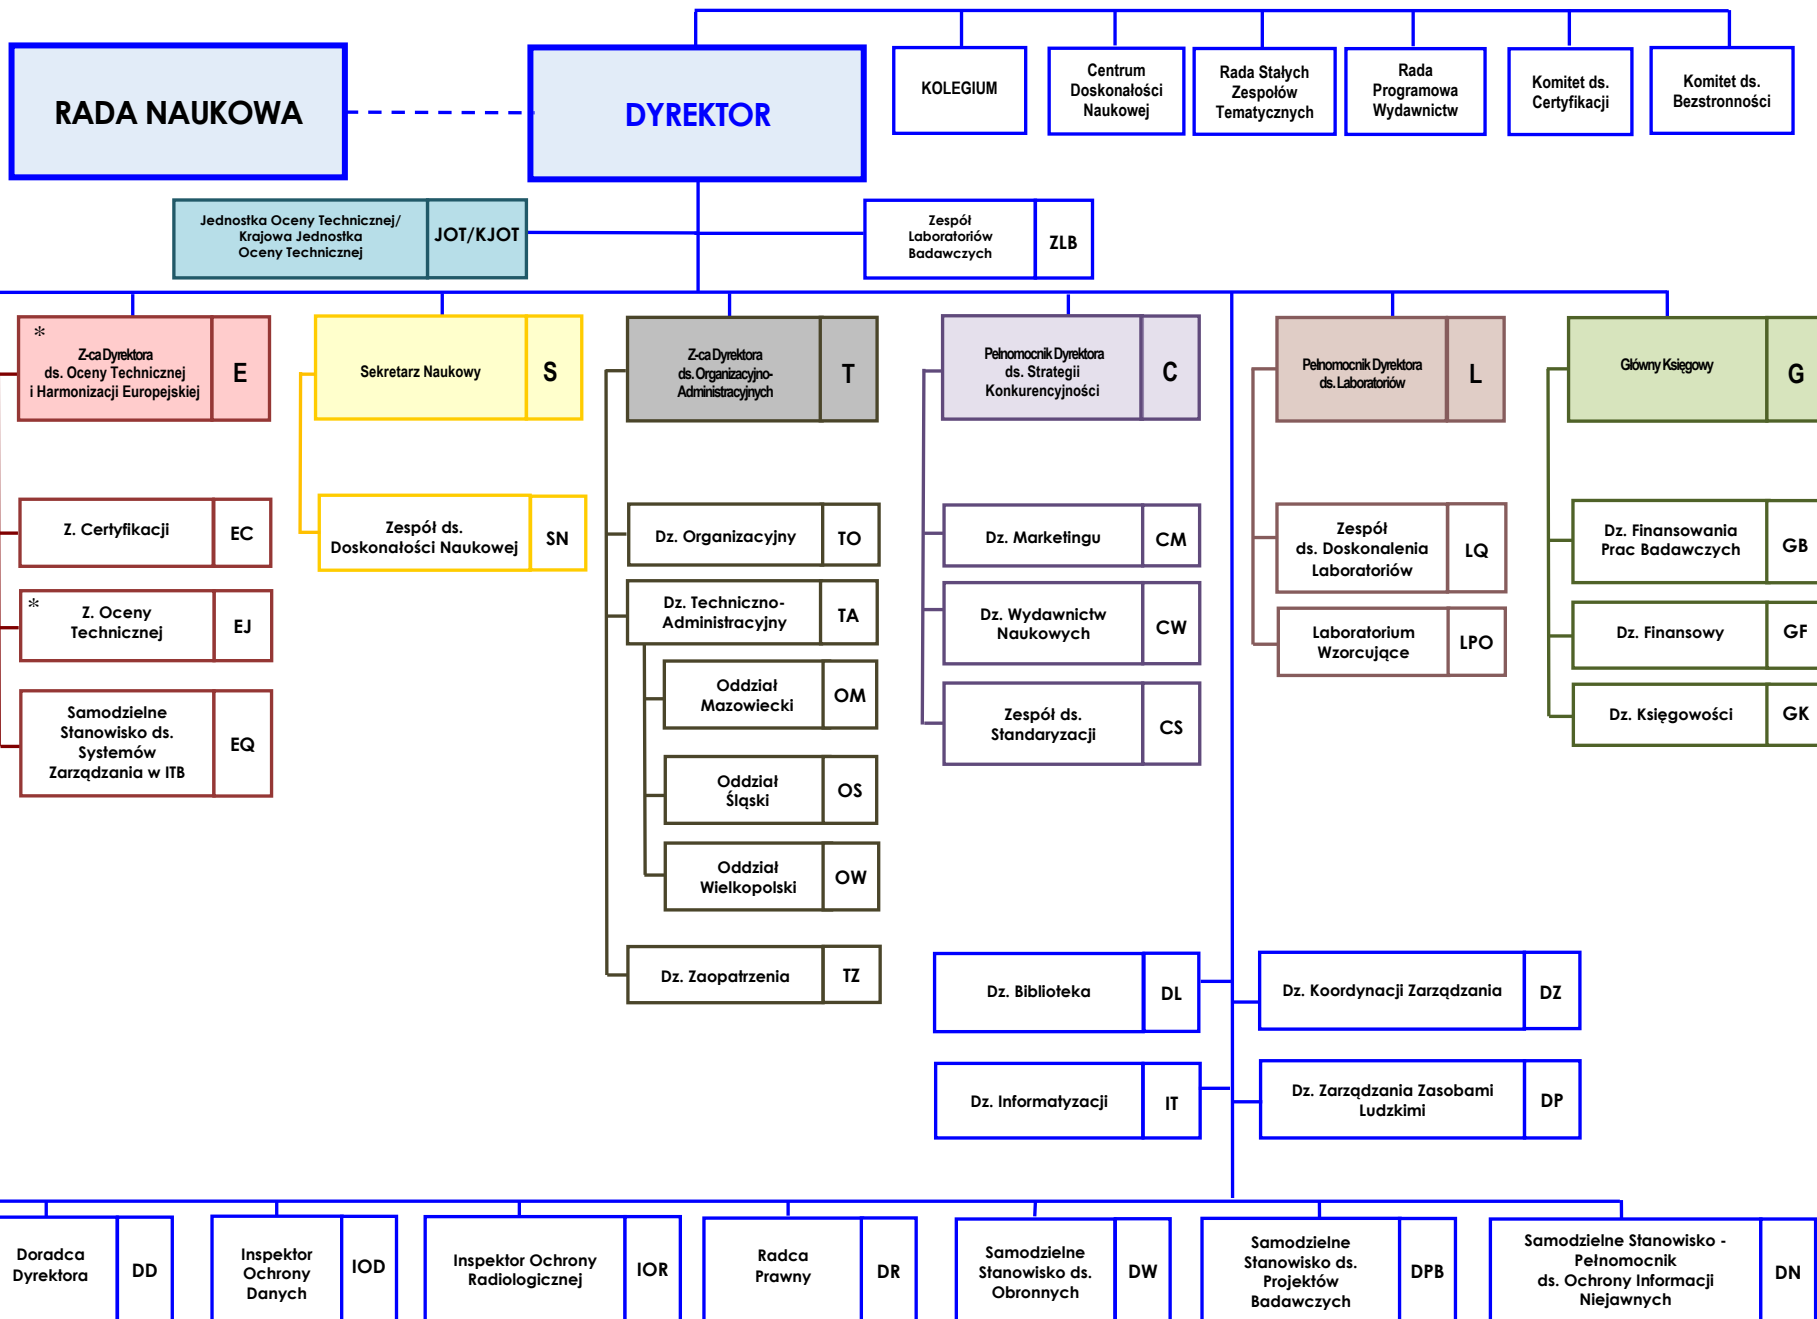 RADA NAUKOWA
DYREKTOR
KOLEGIUM
Centrum
Doskonałości
Naukowej
Rada Stałych
Zespołów
Tematycznych
Rada
Programowa
Wydawnictw
Komitet ds.
Certyfikacji
Komitet ds.
Bezstronności
Jednostka Oceny Technicznej/
Krajowa Jednostka
Oceny Technicznej
JOT/KJOT
Zespół
Laboratoriów
Badawczych
ZLB
*
Z-ca Dyrektora
ds. Oceny Technicznej
i Harmonizacji Europejskiej
E
Sekretarz Naukowy
S
Z-ca Dyrektora
ds. Organizacyjno-
Administracyjnych
T
Pełnomocnik Dyrektora
ds. Strategii
Konkurencyjności
C
Pełnomocnik Dyrektora
ds. Laboratoriów
L
Główny Księgowy
G
Z. Certyfikacji
EC
*
Z. Oceny
Technicznej
EJ
Samodzielne
Stanowisko ds.
Systemów
Zarządzania w ITB
EQ
Zespół ds.
Doskonałości Naukowej
SN
Dz. Organizacyjny
TO
Dz. Techniczno-
Administracyjny
TA
Oddział
Mazowiecki
OM
Oddział
Śląski
OS
Oddział
Wielkopolski
OW
Dz. Zaopatrzenia
TZ
Dz. Marketingu
CM
Dz. Wydawnictw
Naukowych
CW
Zespół ds.
Standaryzacji
CS
Zespół
ds. Doskonalenia
Laboratoriów
LQ
Laboratorium
Wzorcujące
LPO
Dz. Finansowania
Prac Badawczych
GB
Dz. Finansowy
GF
Dz. Księgowości
GK
Dz. Biblioteka
DL
Dz. Koordynacji Zarządzania
DZ
Dz. Informatyzacji
IT
Dz. Zarządzania Zasobami
Ludzkimi
DP
Doradca
Dyrektora
DD
Inspektor
Ochrony
Danych
IOD
Inspektor Ochrony
Radiologicznej
IOR
Radca
Prawny
DR
Samodzielne
Stanowisko ds.
Obronnych
DW
Samodzielne
Stanowisko ds.
Projektów
Badawczych
DPB
Samodzielne Stanowisko -
Pełnomocnik
ds. Ochrony Informacji
Niejawnych
DN